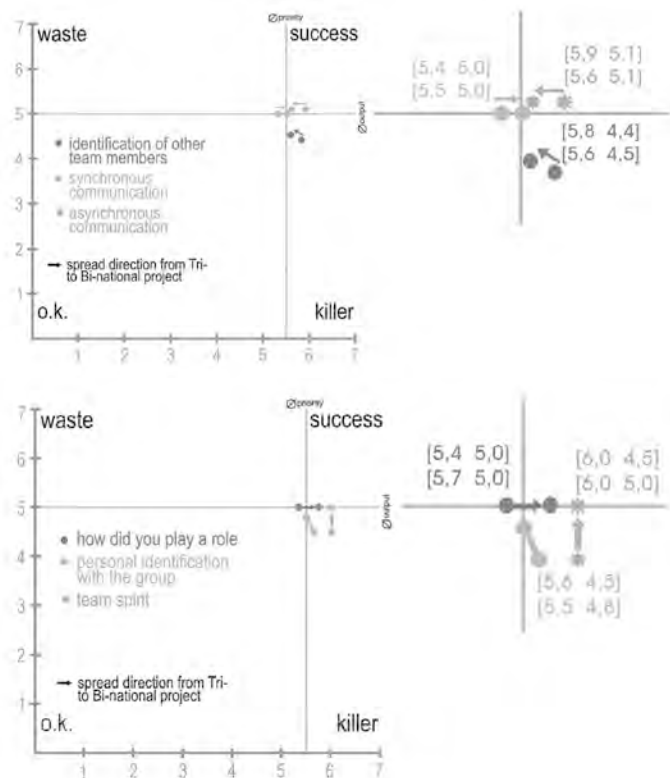 Øpriority
7
waste
success
6
5
Øoutput
4
identification of other
team members
3
synchronous
communication
2
asynchronous
communication
→ spread direction from Tri-
to Bi-national project
1
o.k.
killer
1 2 3 4 5 6 7
[5,4 5,0]
[5,5 5,0]
[5,9 5,1]
[5,6 5,1]
[5,8 4,4]
[5,6 4,5]
Øpriority
7
waste
success
6
5
Øoutput
4
how did you play a role
personal identification
with the group
3
team spirit
2
→ spread direction from Tri-
to Bi-national project
1
o.k.
killer
1 2 3 4 5 6 7
[5,4 5,0]
[5,7 5,0]
[6,0 4,5]
[6,0 5,0]
[5,6 4,5]
[5,5 4,8]